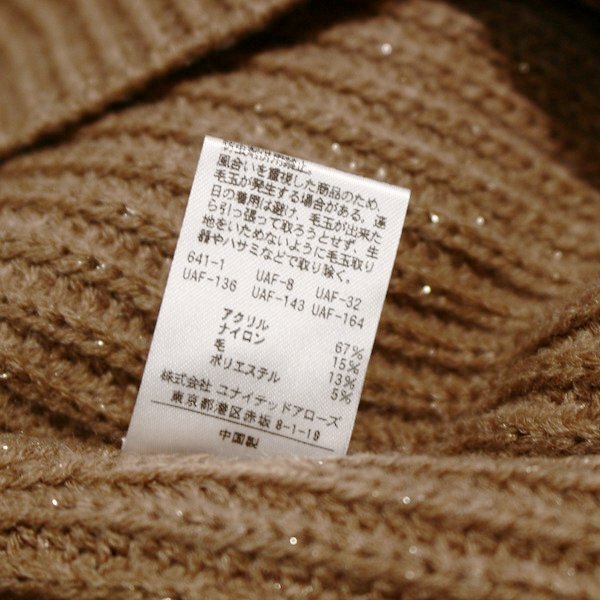 風合いを重視した商品のため、
毛玉が発生する場合がある。連
日の着用は避け、毛玉が出来た
ら引っ張って取ろうとせず、生
地をいためないように毛玉取り
器やハサミなどで取り除く。
641-1 UAF-8 UAF-32
UAF-136 UAF-143 UAF-164
アクリル 67%
ナイロン 15%
毛 13%
ポリエステル 5%
株式会社 ユナイテッドアローズ
東京都港区赤坂 8-1-19
中国製